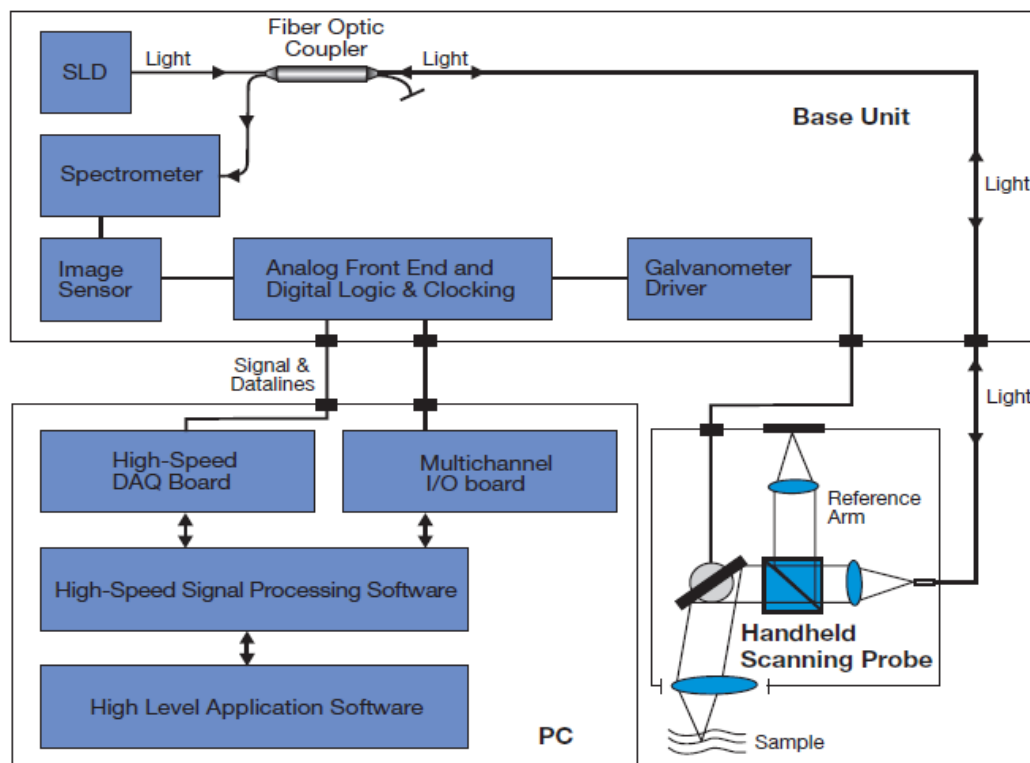 Fiber Optic
Coupler
SLD
Light
Light
Base Unit
Spectrometer
Light
Image
Sensor
Analog Front End and
Digital Logic & Clocking
Galvanometer
Driver
Signal &
Datalines
Light
High-Speed
DAQ Board
Multichannel
I/O board
Reference
Arm
High-Speed Signal Processing Software
Handheld
Scanning Probe
High Level Application Software
PC
Sample